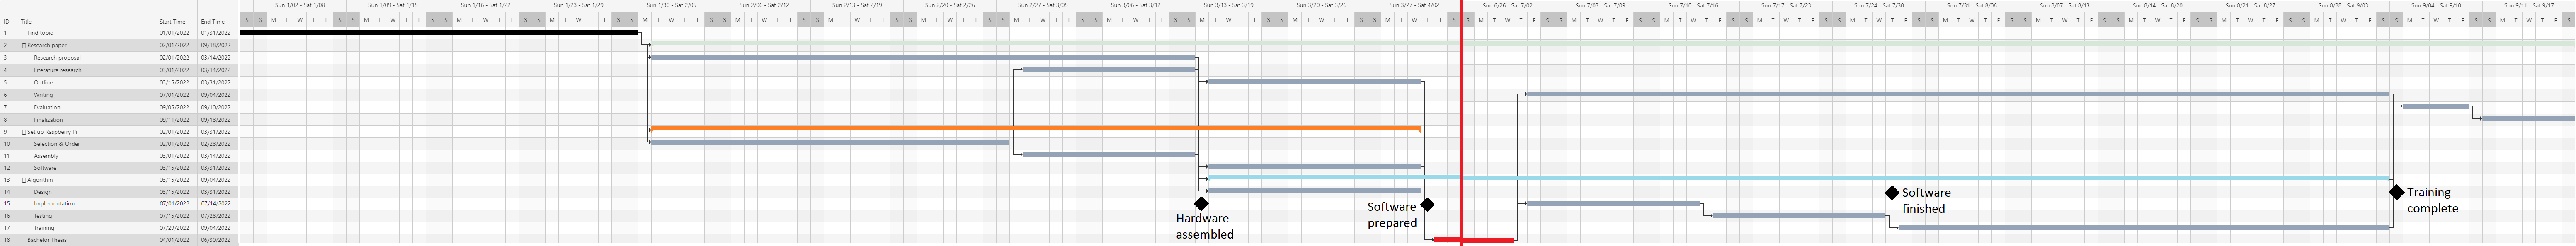 Sun 1/02 - Sat 1/08 Sun 1/09 - Sat 1/15 Sun 1/16 - Sat 1/22 Sun 1/23 - Sat 1/29 Sun 1/30 - Sat 2/05 Sun 2/06 - Sat 2/12 Sun 2/13 - Sat 2/19 Sun 2/20 - Sat 2/26 Sun 2/27 - Sat 3/05 Sun 3/06 - Sat 3/12 Sun 3/13 - Sat 3/19 Sun 3/20 - Sat 3/26 Sun 3/27 - Sat 4/02 Sun 6/26 - Sat 7/02 Sun 7/03 - Sat 7/09 Sun 7/10 - Sat 7/16 Sun 7/17 - Sat 7/23 Sun 7/24 - Sat 7/30 Sun 7/31 - Sat 8/06 Sun 8/07 - Sat 8/13 Sun 8/14 - Sat 8/20 Sun 8/21 - Sat 8/27 Sun 8/28 - Sat 9/03 Sun 9/04 - Sat 9/10 Sun 9/11 - Sat 9/17
ID Title Start Time End Time
1 Find topic 01/01/2022 01/31/2022
2 Research paper 02/01/2022 09/18/2022
3 Research proposal 02/01/2022 03/14/2022
4 Literature research 03/01/2022 03/14/2022
5 Outline 03/15/2022 03/31/2022
6 Writing 07/01/2022 09/04/2022
7 Evaluation 09/05/2022 09/10/2022
8 Finalization 09/11/2022 09/18/2022
9 Set up Raspberry Pi 02/01/2022 03/31/2022
10 Selection & Order 02/01/2022 02/28/2022
11 Assembly 03/01/2022 03/14/2022
12 Software 03/15/2022 03/31/2022
13 Algorithm 03/15/2022 09/04/2022
14 Design 03/15/2022 03/31/2022
15 Implementation 07/01/2022 07/14/2022
16 Testing 07/15/2022 07/28/2022
17 Training 07/29/2022 09/04/2022
18 Bachelor Thesis 04/01/2022 06/30/2022
Hardware
assembled
Software
prepared
Software
finished
Training
complete